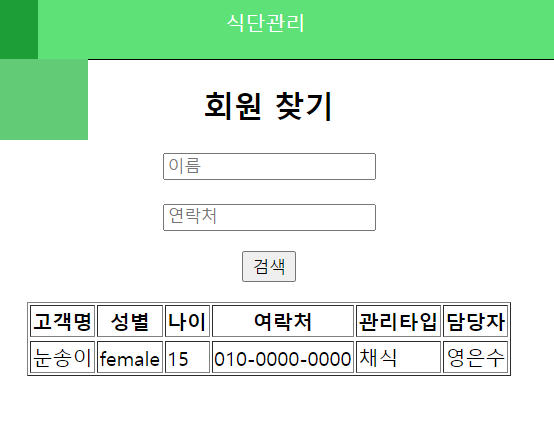 식단관리
회원 찾기
이름
연락처
검색
고객명 성별 나이 여락처 관리타입 담당자
눈송이 female 15 010-0000-0000 채식 영은수